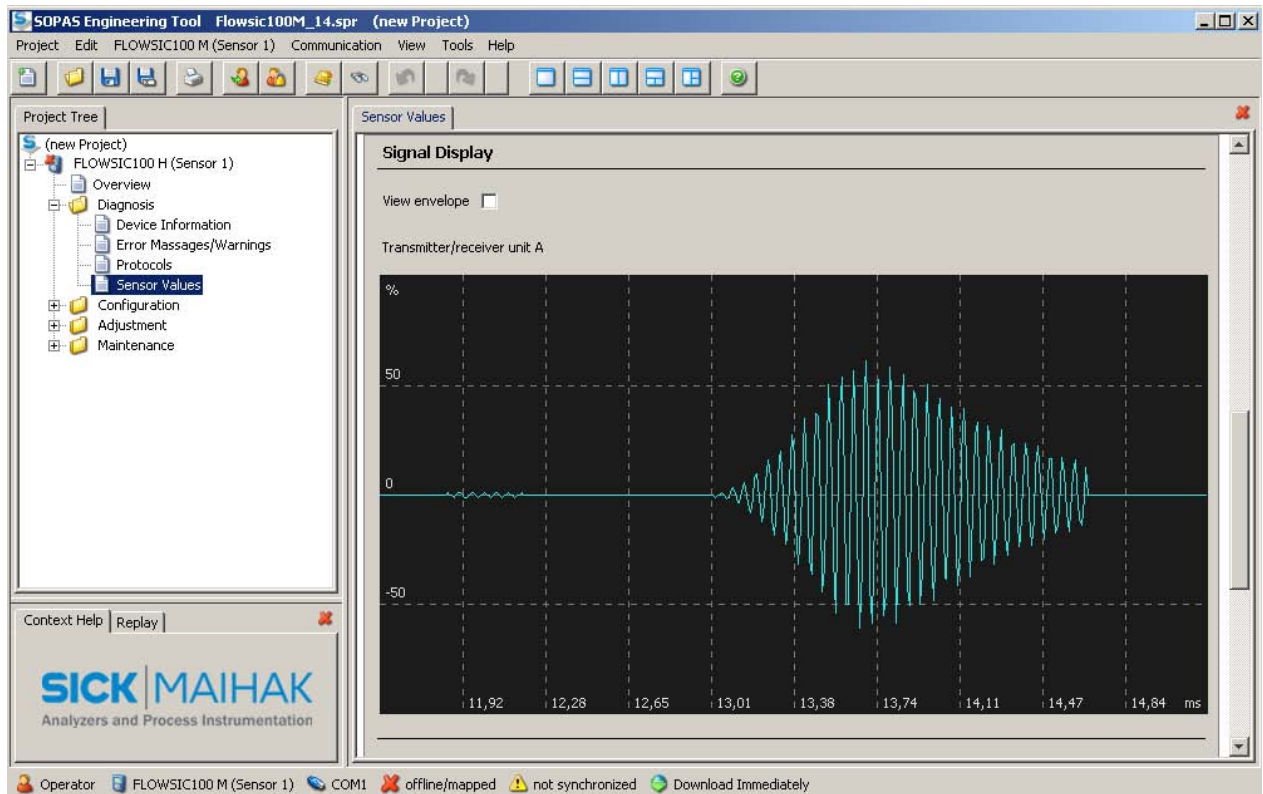 SOPAS Engineering Tool Flowsic100M_14.spr (new Project)
Project Edit FLOWSIC100 M (Sensor 1) Communication View Tools Help
Project Tree
(new Project)
FLOWSIC100 H (Sensor 1)
Overview
Diagnosis
Device Information
Error Massages/Warnings
Protocols
Sensor Values
Configuration
Adjustment
Maintenance
Context Help Replay
SICK MAIHAK
Analyzers and Process Instrumentation
Sensor Values
Signal Display
View envelope
Transmitter/receiver unit A
%
50
0
-50
11,92 12,28 12,65 13,01 13,38 13,74 14,11 14,47 14,84 ms
Operator FLOWSIC100 M (Sensor 1) COM1 offline/mapped not synchronized Download Immediately